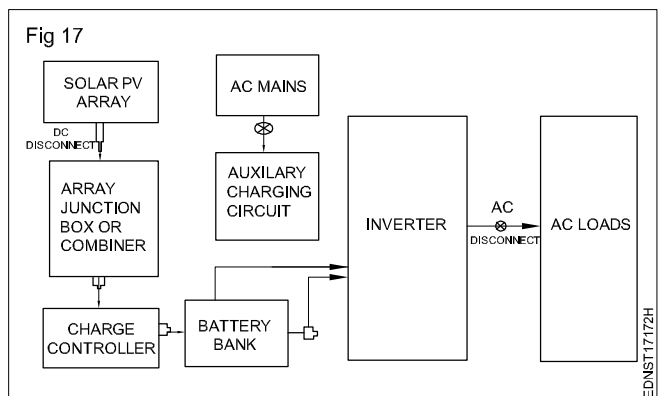 Fig 17
SOLAR PV
ARRAY
DC
DISCONNECT
ARRAY
JUNCTION
BOX OR
COMBINER
CHARGE
CONTROLLER
AC MAINS
AUXILARY
CHARGING
CIRCUIT
BATTERY
BANK
INVERTER
AC
DISCONNECT
AC LOADS
EDNST17172H